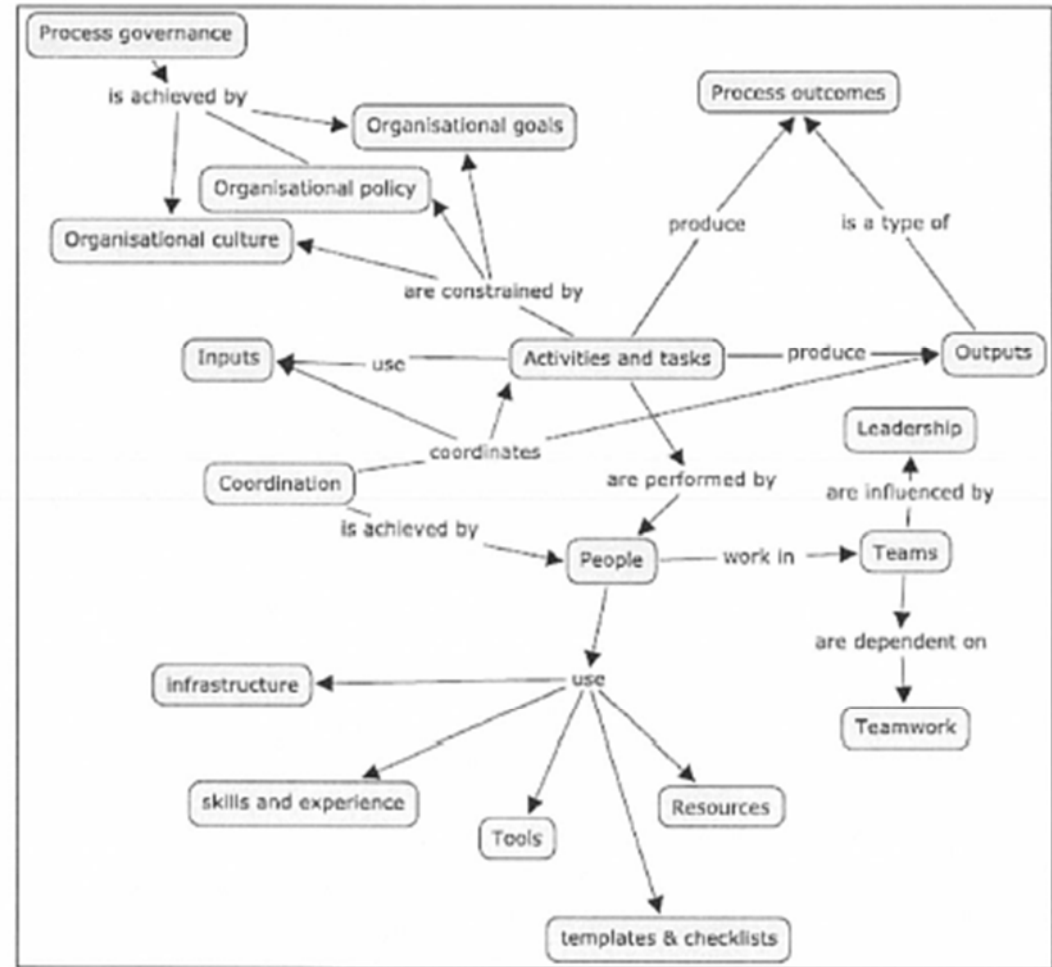 Process governance
is achieved by
Process outcomes
Organisational goals
Organisational policy
produce
is a type of
Organisational culture
are constrained by
Inputs
use
Activities and tasks
produce
Outputs
Leadership
coordinates
Coordination
are performed by
are influenced by
is achieved by
People
work in
Teams
are dependent on
infrastructure
use
Teamwork
skills and experience
Resources
Tools
templates & checklists